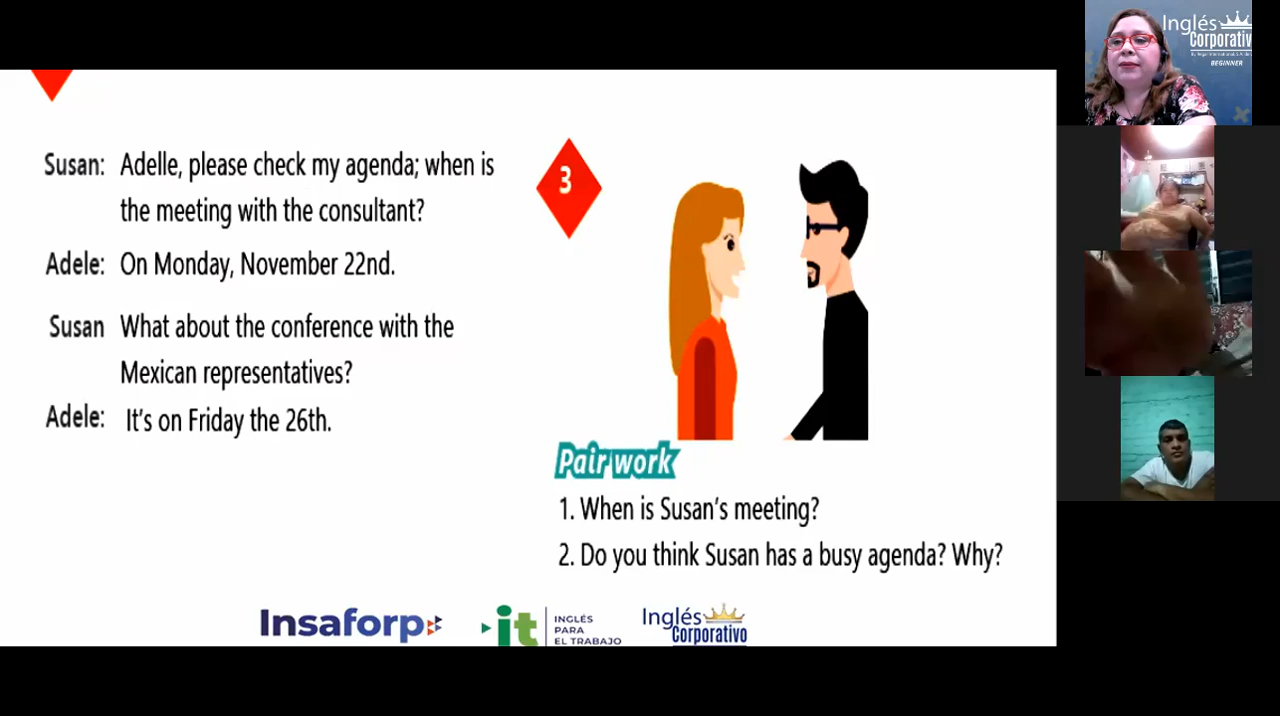 Susan: Adelle, please check my agenda; when is
the meeting with the consultant?
Adele: On Monday, November 22nd.
Susan What about the conference with the
Mexican representatives?
Adele: It's on Friday the 26th.
3
Pair work
1. When is Susan's meeting?
2. Do you think Susan has a busy agenda? Why?
Insaforp
it INGLÉS
PARA
EL TRABAJO
Inglés
Corporativo
Inglés
Corporativo
BEGINNER